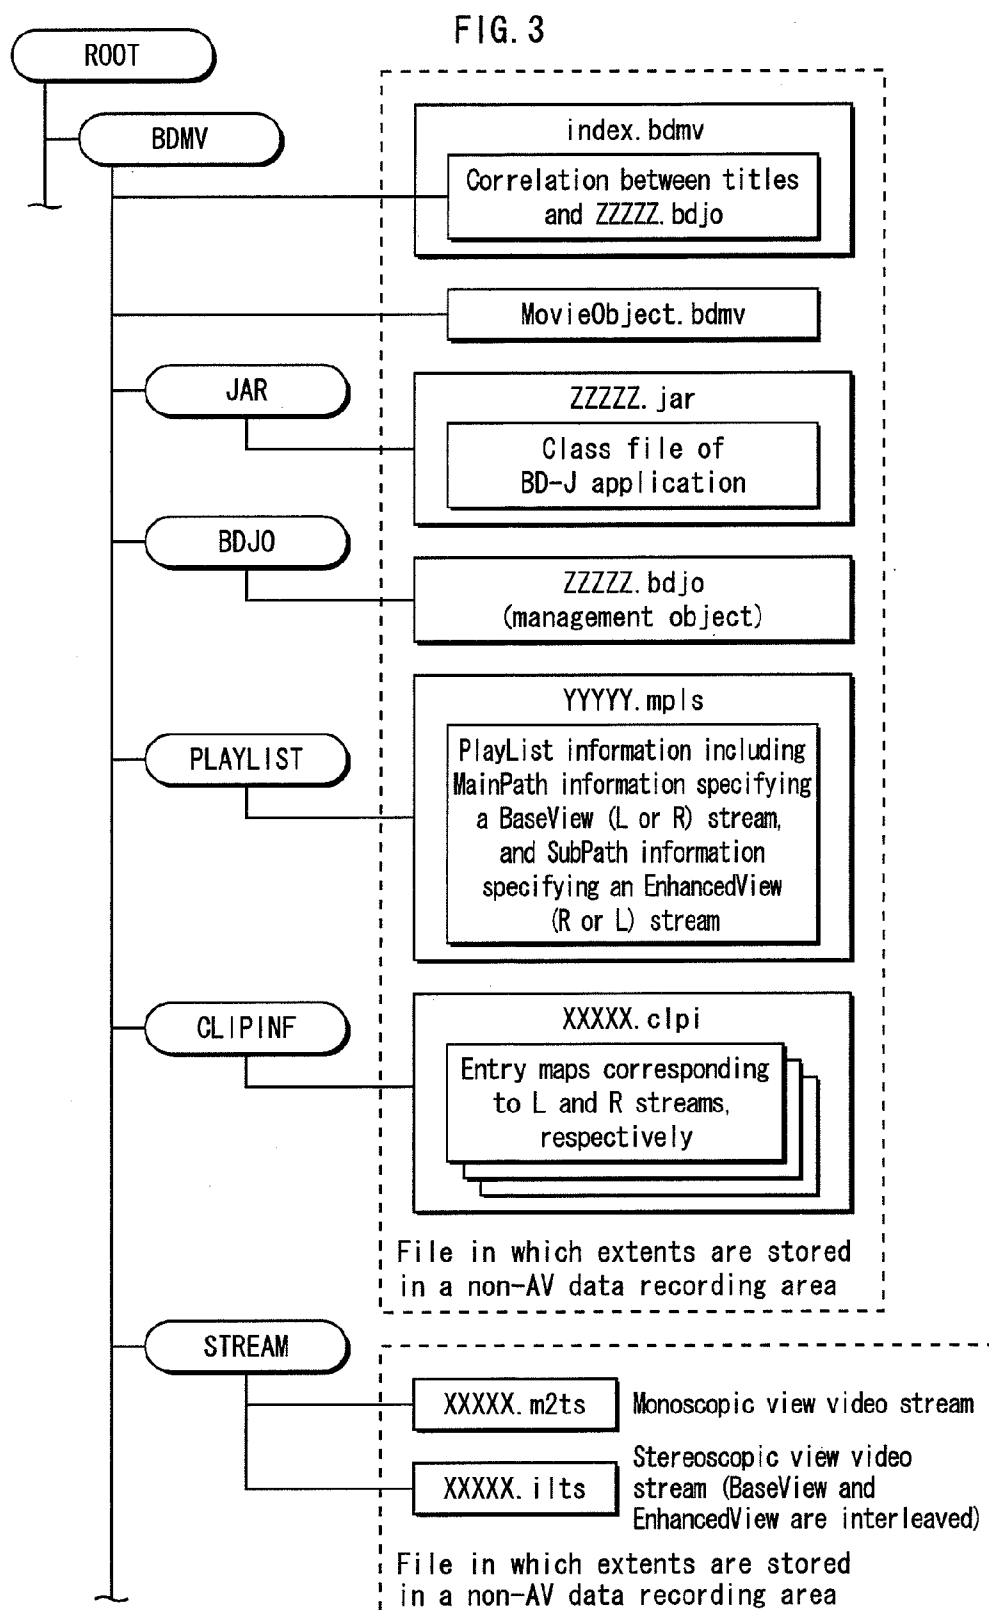 FIG. 3
ROOT
BDMV
index.bdmv
Correlation between titles
and ZZZZZ.bdjo
MovieObject.bdmv
JAR
ZZZZZ.jar
Class file of
BD-J application
BDJO
ZZZZZ.bdjo
(management object)
PLAYLIST
YYYYY.mpls
PlayList information including
MainPath information specifying
a BaseView (L or R) stream,
and SubPath information
specifying an EnhancedView
(R or L) stream
CLIPINF
XXXXX.clpi
Entry maps corresponding
to L and R streams,
respectively
File in which extents are stored
in a non-AV data recording area
STREAM
XXXXX.m2ts
Monoscopic view video stream
XXXXX.ilts
Stereoscopic view video
stream (BaseView and
EnhancedView are interleaved)
File in which extents are stored
in a non-AV data recording area